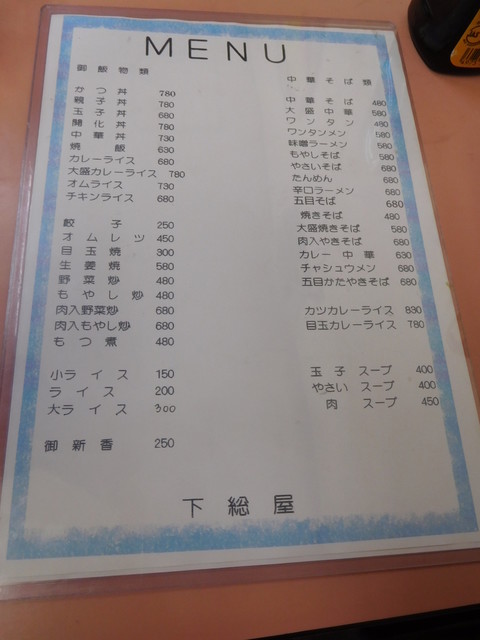 MENU
御飯物類
かつ丼 780
親子丼 780
玉子丼 680
開化丼 780
中華丼 730
焼飯 630
カレーライス 680
大盛カレーライス 780
オムライス 730
チキンライス 680
餃子 250
オムレツ 450
目玉焼 300
生姜焼 580
野菜炒 480
もやし炒 480
肉入野菜炒 680
肉入もやし炒 680
もつ煮 480
小ライス 150
ライス 200
大ライス 300
御新香 250
中華そば類
中華そば 480
大盛中華 580
ワンタン 480
ワンタンメン 580
味噌ラーメン 580
もやしそば 580
やさいそば 680
たんめん 680
辛口ラーメン 680
五目そば 680
焼きそば 480
大盛焼きそば 580
肉入やきそば 680
カレー中華 630
チャシュウメン 680
五目かたやきそば 680
カツカレーライス 830
目玉カレーライス 780
玉子スープ 400
やさいスープ 400
肉スープ 450
下総屋